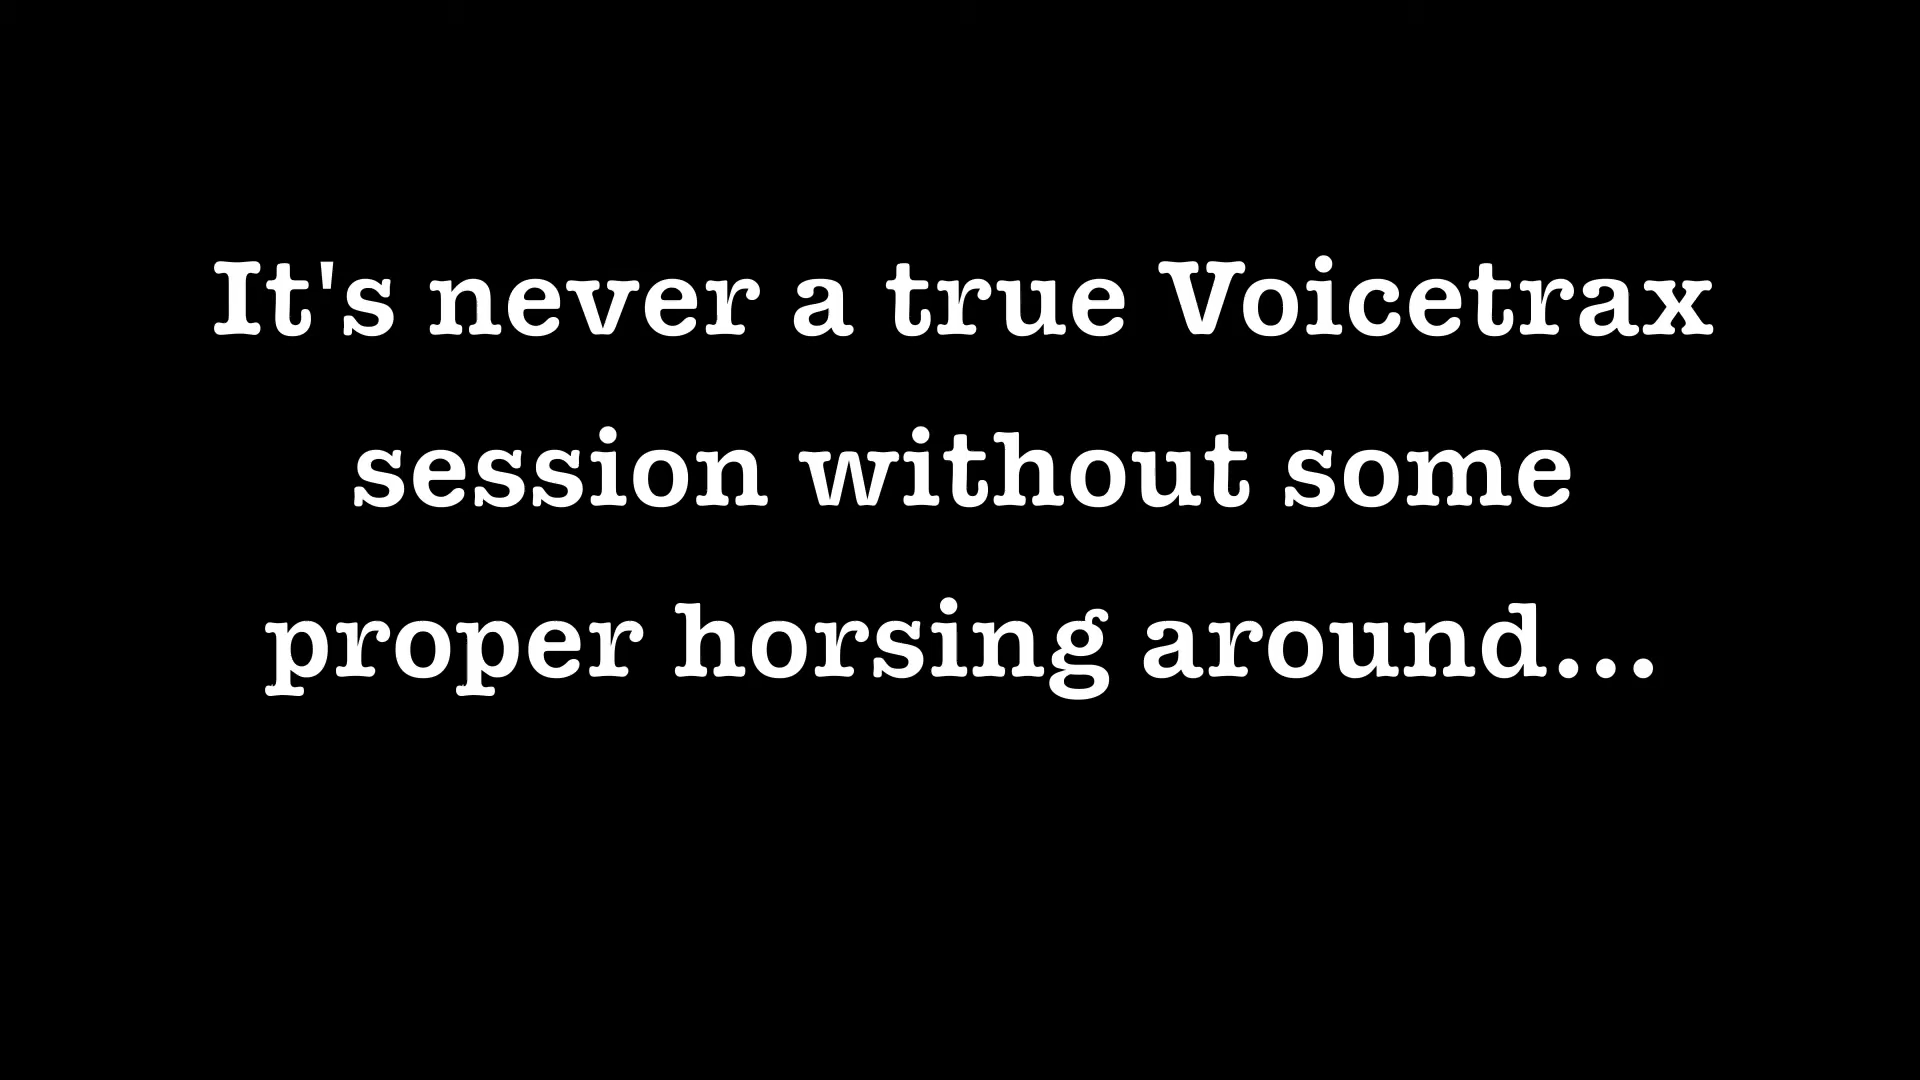 It's never a true Voicetrax
session without some
proper horsing around...